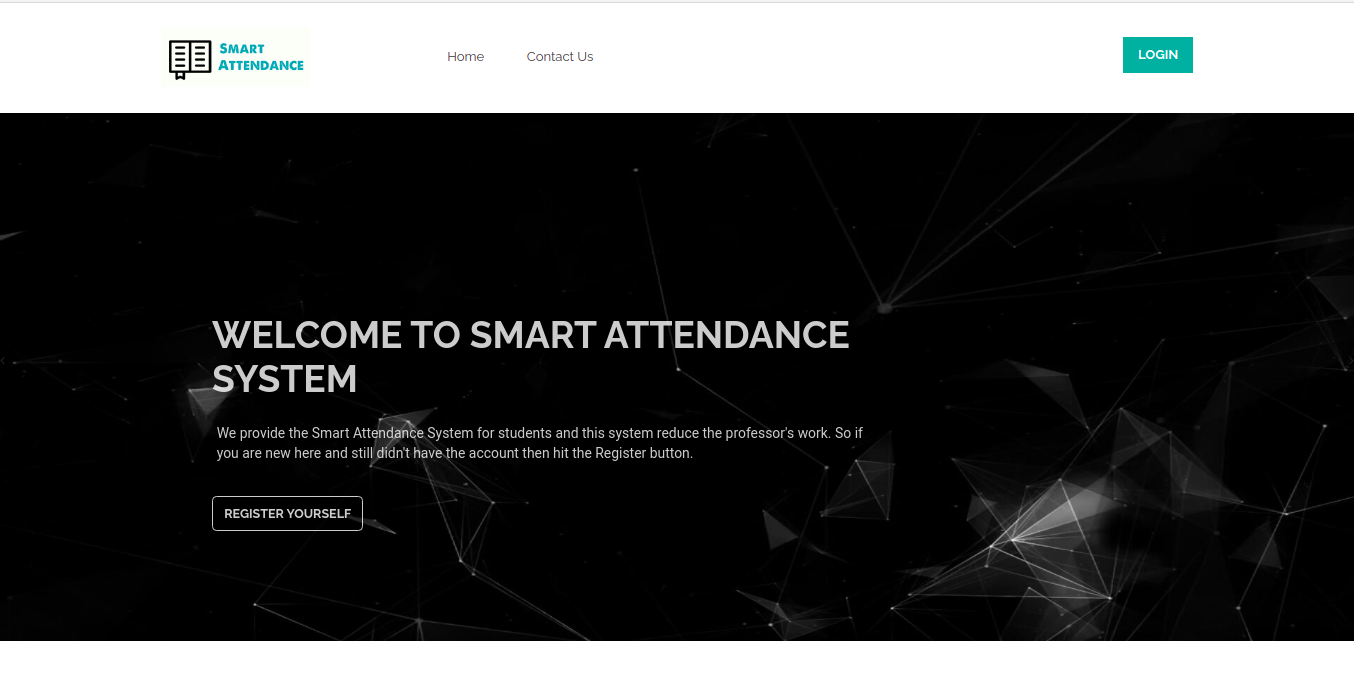 SMART
ATTENDANCE
Home
Contact Us
LOGIN
WELCOME TO SMART ATTENDANCE
SYSTEM
We provide the Smart Attendance System for students and this system reduce the professor's work. So if
you are new here and still didn't have the account then hit the Register button.
REGISTER YOURSELF